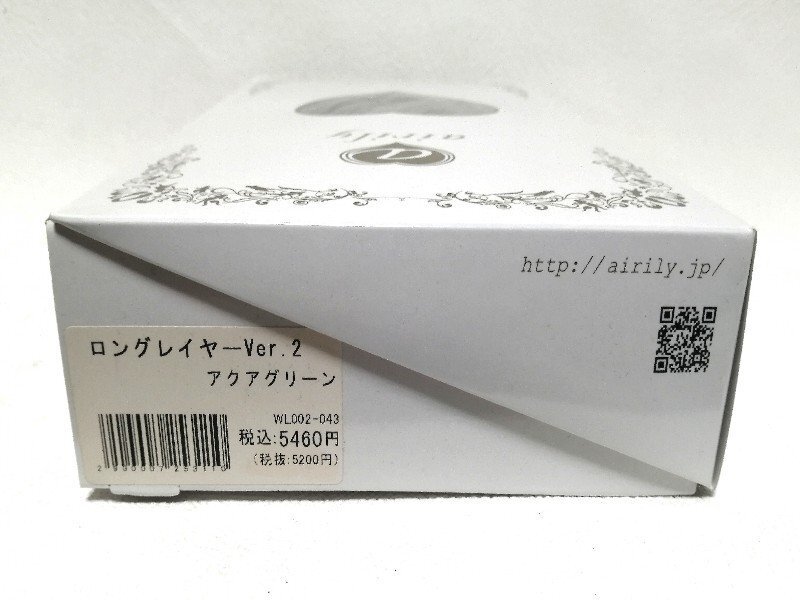 airily
http://airily.jp/
ロングレイヤーVer.2
アクアグリーン
WL002-043
税込:5460円
(税抜:5200円)